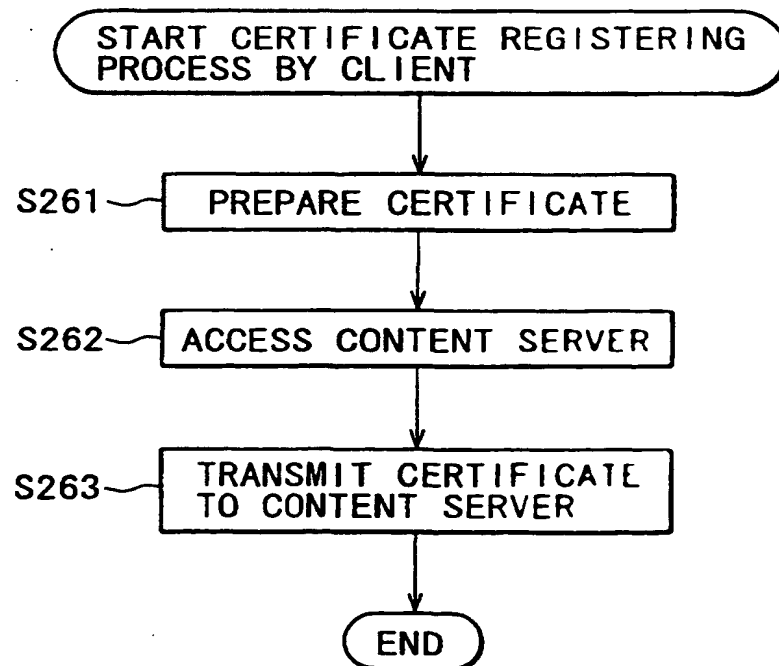 START CERTIFICATE REGISTERING
PROCESS BY CLIENT
S261
PREPARE CERTIFICATE
S262
ACCESS CONTENT SERVER
S263
TRANSMIT CERTIFICATE
TO CONTENT SERVER
END